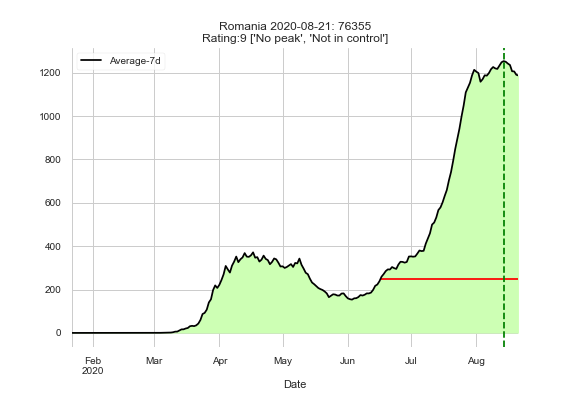 Romania 2020-08-21: 76355
Rating:9 ['No peak', 'Not in control']
Average-7d
1200
1000
800
600
400
200
0
Feb Mar Apr May Jun Jul Aug
2020
Date